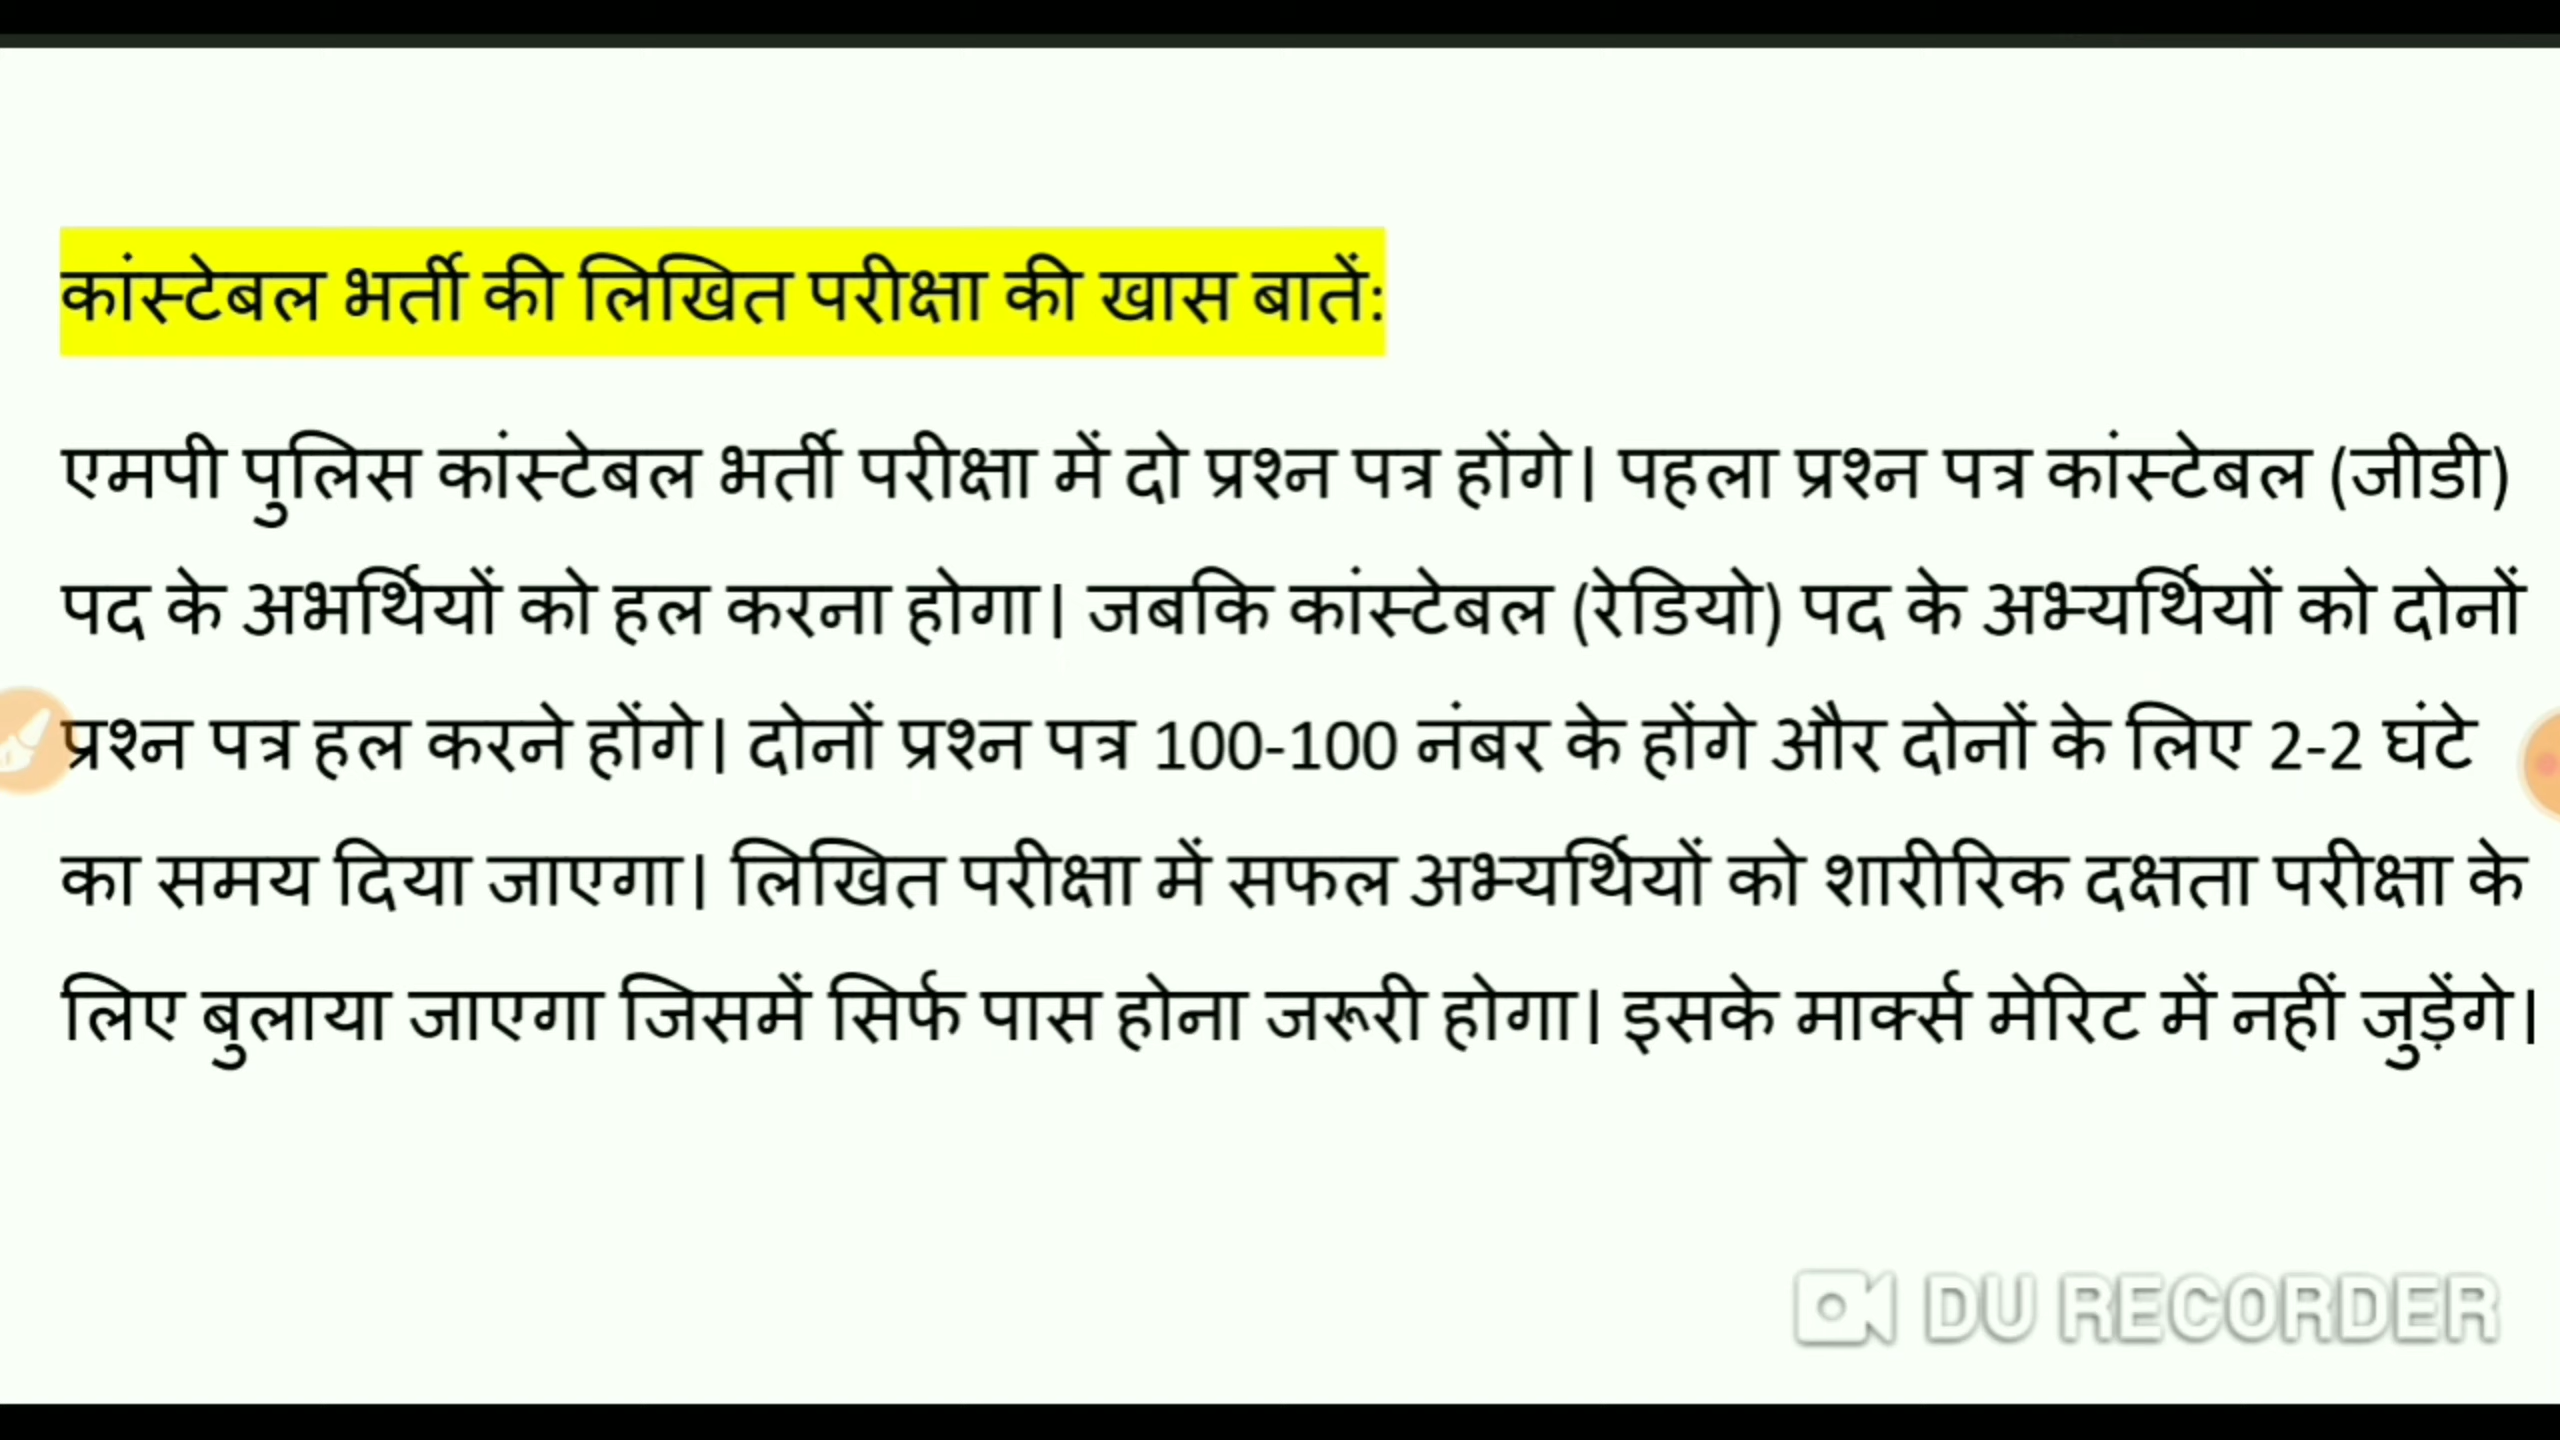 कांस्टेबल भर्ती की लिखित परीक्षा की खास बातें:
एमपी पुलिस कांस्टेबल भर्ती परीक्षा में दो प्रश्न पत्र होंगे। पहला प्रश्न पत्र कांस्टेबल (जीडी)
पद के अभर्थियों को हल करना होगा। जबकि कांस्टेबल (रेडियो) पद के अभ्यर्थियों को दोनों
प्रश्न पत्र हल करने होंगे। दोनों प्रश्न पत्र 100-100 नंबर के होंगे और दोनों के लिए 2-2 घंटे
का समय दिया जाएगा। लिखित परीक्षा में सफल अभ्यर्थियों को शारीरिक दक्षता परीक्षा के
लिए बुलाया जाएगा जिसमें सिर्फ पास होना जरूरी होगा। इसके मार्क्स मेरिट में नहीं जुड़ेंगे।
DU RECORDER